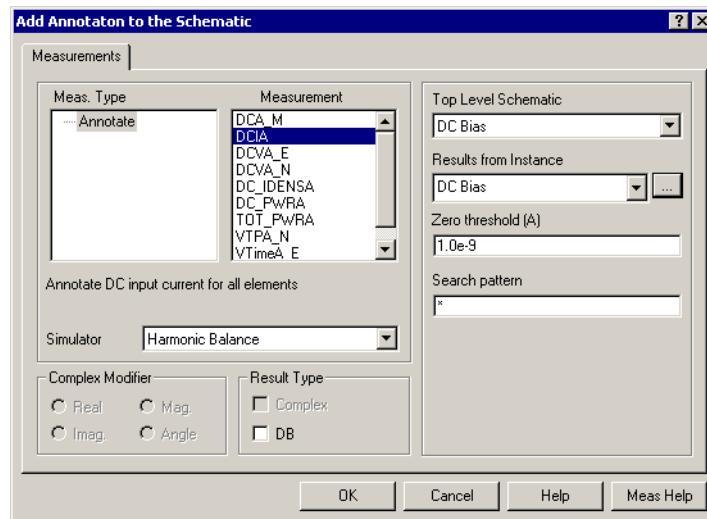 Add Annotaton to the Schematic
Measurements
Meas. Type
Annotate
Measurement
DCA_M
DCIA
DCVA_E
DCVA_N
DC_IDENSA
DC_PWRA
TOT_PWRA
VTPA_N
VTimeA_E
Annotate DC input current for all elements
Simulator
Harmonic Balance
Complex Modifier
Real
Mag.
Imag.
Angle
Result Type
Complex
DB
Top Level Schematic
DC Bias
Results from Instance
DC Bias
...
Zero threshold (A)
1.0e-9
Search pattern
*
OK
Cancel
Help
Meas Help